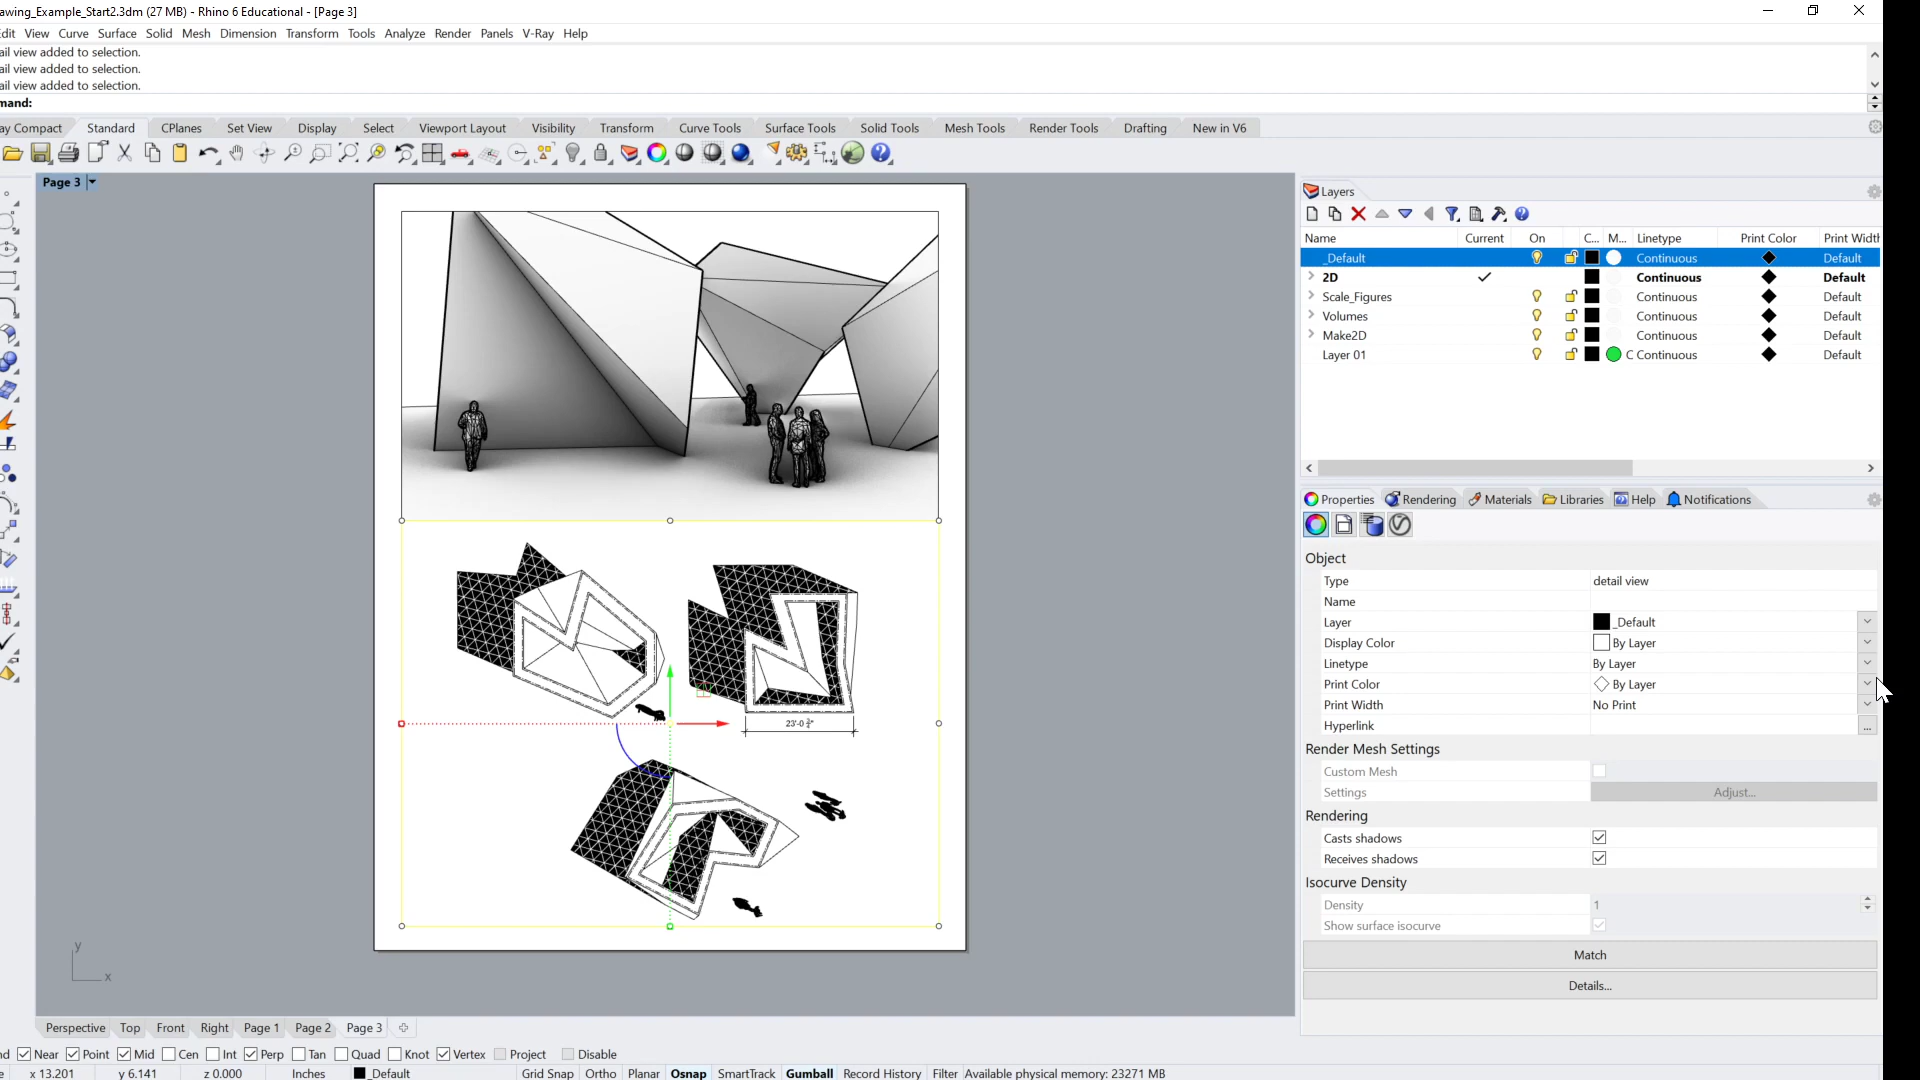 awing_Example_Start2.3dm (27 MB) - Rhino 6 Educational - [Page 3]
dit View Curve Surface Solid Mesh Dimension Transform Tools Analyze Render Panels V-Ray Help
ail view added to selection.
ail view added to selection.
ail view added to selection.
mand:
ay Compact Standard CPlanes Set View Display Select Viewport Layout Visibility Transform Curve Tools Surface Tools Solid Tools Mesh Tools Render Tools Drafting New in V6
Page 3
Layers
Name Current On C... M... Linetype Print Color Print Width
_Default Continuous Default
2D Continuous Default
Scale_Figures Continuous Default
Volumes Continuous Default
Make2D Continuous Default
Layer 01 C Continuous Default
Properties Rendering Materials Libraries Help Notifications
Object
Type detail view
Name
Layer _Default
Display Color By Layer
Linetype By Layer
Print Color By Layer
Print Width No Print
Hyperlink ...
Render Mesh Settings
Custom Mesh
Settings Adjust...
Rendering
Casts shadows
Receives shadows
Isocurve Density
Density 1
Show surface isocurve
Match
Details...
23'-0 3/4"
y
x
Perspective Top Front Right Page 1 Page 2 Page 3
nd Near Point Mid Cen Int Perp Tan Quad Knot Vertex Project Disable
e x 13.201 y 6.141 z 0.000 Inches _Default Grid Snap Ortho Planar Osnap SmartTrack Gumball Record History Filter Available physical memory: 23271 MB